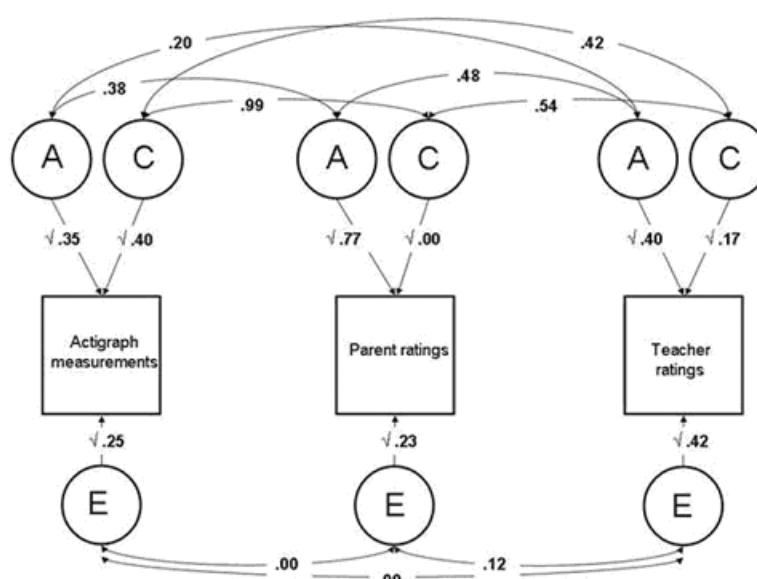 .20
.42
.38
.48
.99
.54
A C A C A C
√.35 √.40 √.77 √.00 √.40 √.17
Actigraph
measurements
Parent ratings
Teacher
ratings
√.25 √.23 √.42
E E E
.00 .12